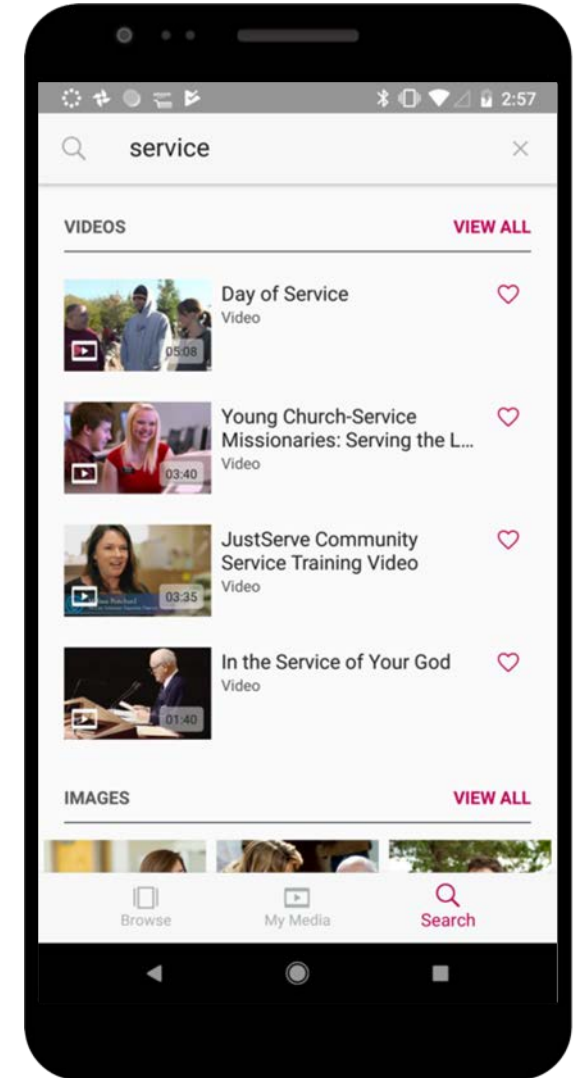 2:57
service
VIDEOS
VIEW ALL
Day of Service
Video
05:08
Young Church-Service
Missionaries: Serving the L...
Video
03:40
JustServe Community
Service Training Video
Video
03:35
In the Service of Your God
Video
01:40
IMAGES
VIEW ALL
Browse
My Media
Search